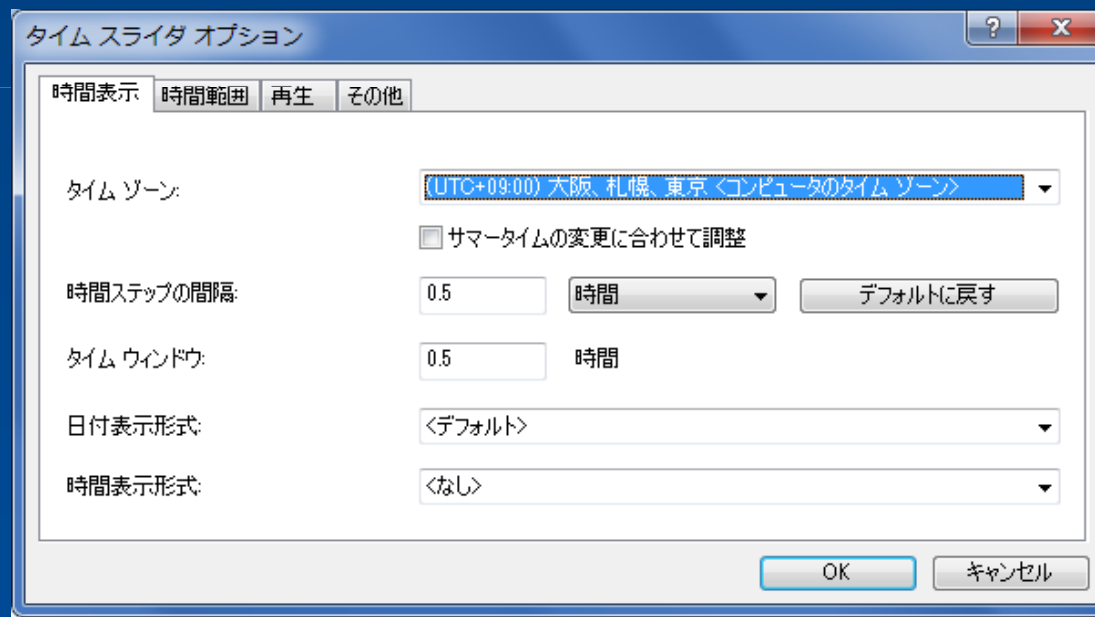 タイム スライダ オプション
?
時間表示 時間範囲 再生 その他
タイム ゾーン: (UTC+09:00) 大阪、札幌、東京 <コンピュータのタイム ゾーン>
サマータイムの変更に合わせて調整
時間ステップの間隔: 0.5 時間 デフォルトに戻す
タイム ウィンドウ: 0.5 時間
日付表示形式: <デフォルト>
時間表示形式: <なし>
OK キャンセル